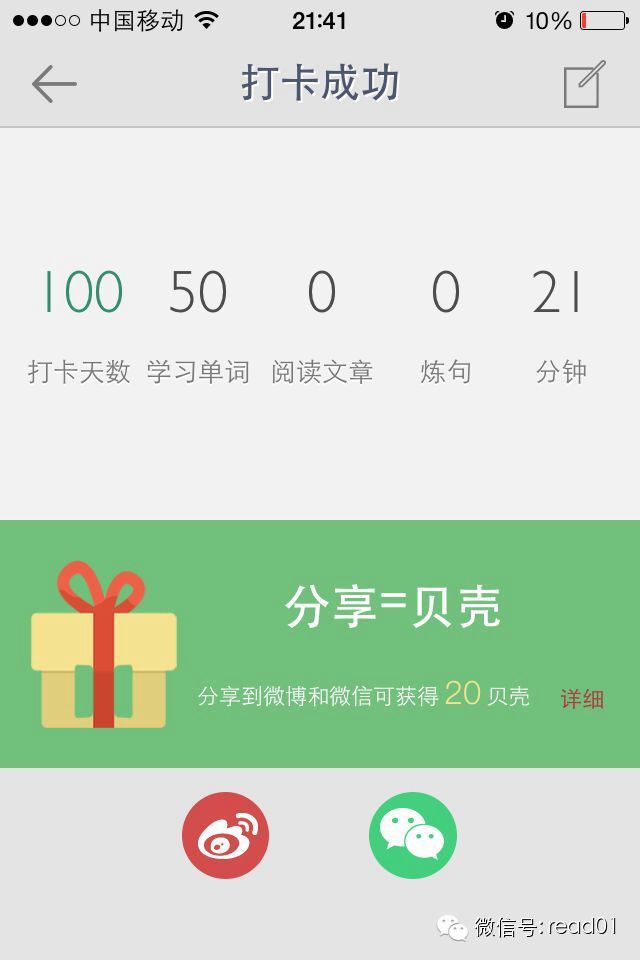 中国移动 21:41 10%
打卡成功
100 50 0 0 21
打卡天数 学习单词 阅读文章 炼句 分钟
分享=贝壳
分享到微博和微信可获得 20 贝壳 详细
微信号: read01